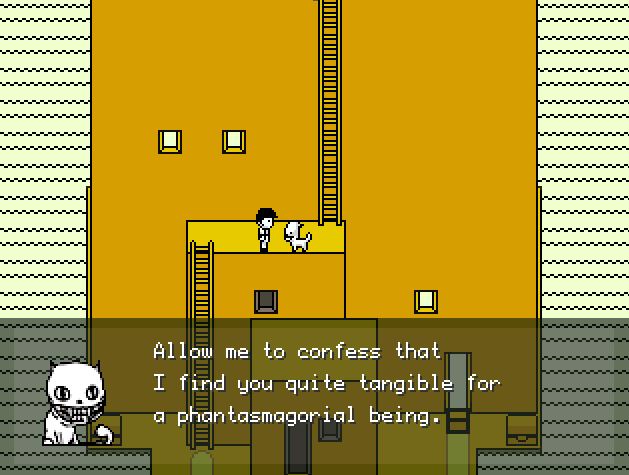 Allow me to confess that
I find you quite tangible for
a phantasmagorial being.